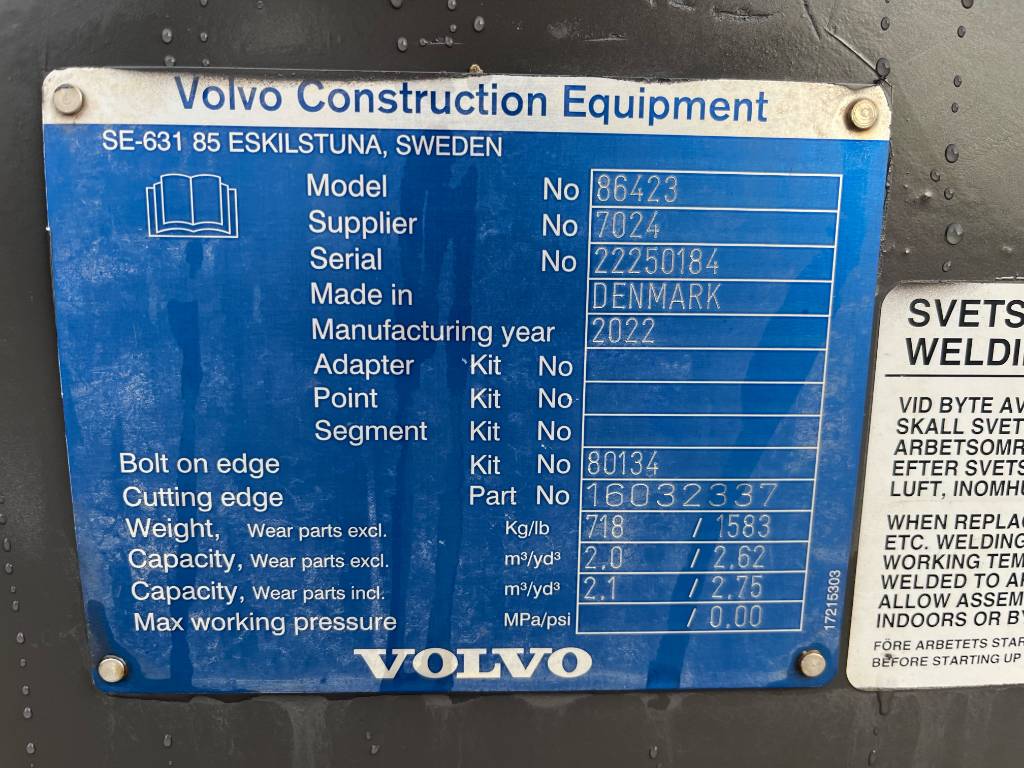 Volvo Construction Equipment
SE-631 85 ESKILSTUNA, SWEDEN
Model No 86423
Supplier No 7024
Serial No 22250184
Made in DENMARK
Manufacturing year 2022
Adapter Kit No
Point Kit No
Segment Kit No
Bolt on edge Kit No 80134
Cutting edge Part No 16032337
Weight, Wear parts excl. Kg/lb 718 / 1583
Capacity, Wear parts excl. m³/yd³ 2.0 / 2.62
Capacity, Wear parts incl. m³/yd³ 2.1 / 2.75
Max working pressure MPa/psi / 0.00
17215303
VOLVO
SVETS
WELDI
VID BYTE AV
SKALL SVET
ARBETSOMR
EFTER SVETS
LUFT, INOMHU
WHEN REPLAC
ETC. WELDING
WORKING TEM
WELDED TO A
ALLOW ASSEM
INDOORS OR BY
FÖRE ARBETETS STAR
BEFORE STARTING UP